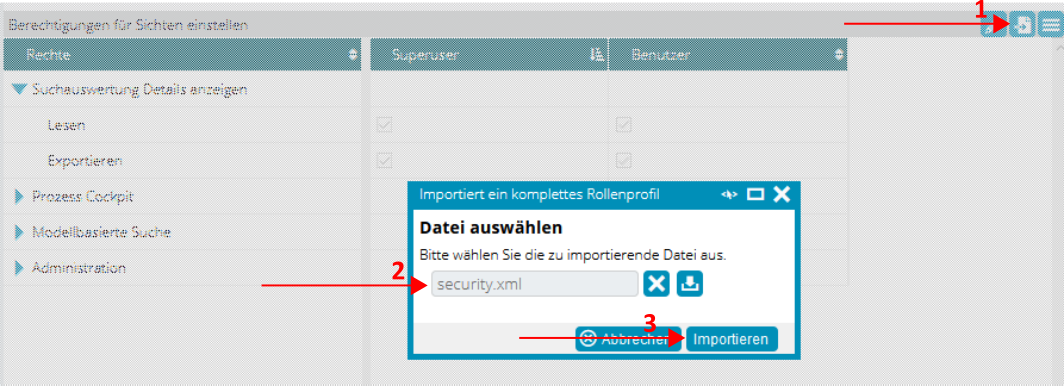 1
Berechtigungen für Sichten einstellen
Rechte Superuser Benutzer
Suchauswertung Details anzeigen
Lesen
Exportieren
Prozess Cockpit
Modellbasierte Suche
Administration
Importiert ein komplettes Rollenprofil
Datei auswählen
Bitte wählen Sie die zu importierende Datei aus.
2
security.xml
3
Abbrechen Importieren